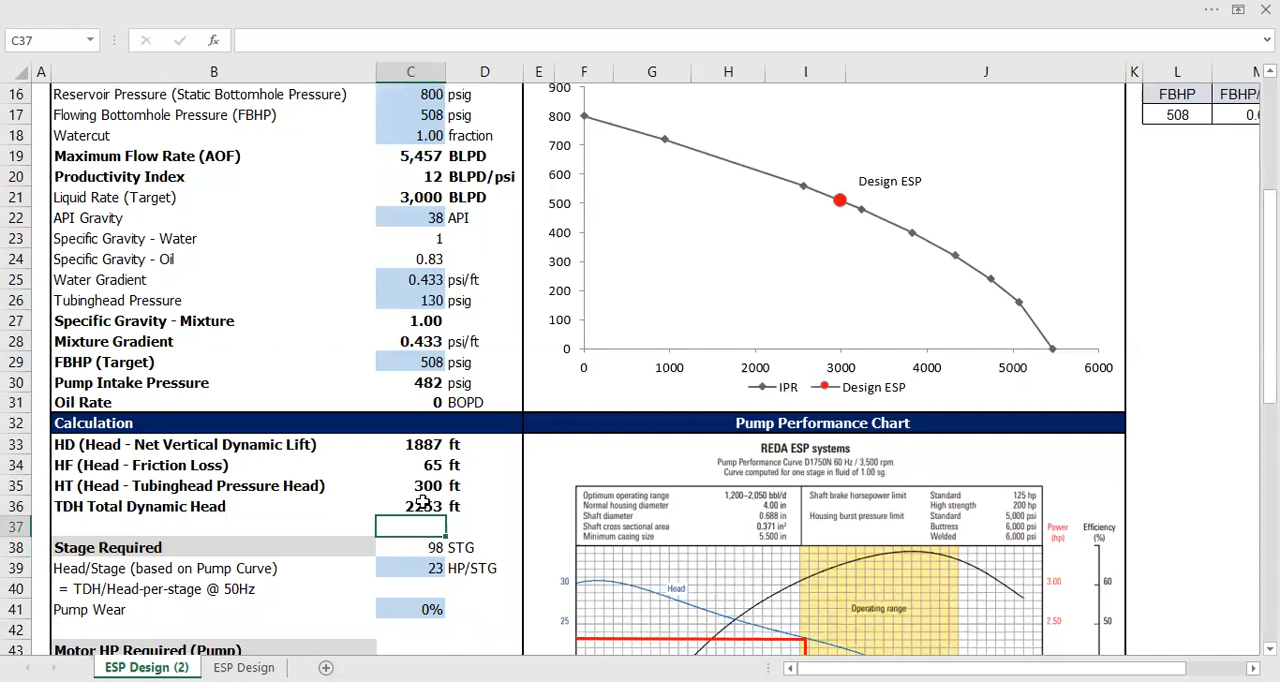 C37
fx
A B C D E F G H I J K L M
16 Reservoir Pressure (Static Bottomhole Pressure) 800 psig
17 Flowing Bottomhole Pressure (FBHP) 508 psig
18 Watercut 1.00 fraction
19 Maximum Flow Rate (AOF) 5,457 BLPD
20 Productivity Index 12 BLPD/psi
21 Liquid Rate (Target) 3,000 BLPD
22 API Gravity 38 API
23 Specific Gravity - Water 1
24 Specific Gravity - Oil 0.83
25 Water Gradient 0.433 psi/ft
26 Tubinghead Pressure 130 psig
27 Specific Gravity - Mixture 1.00
28 Mixture Gradient 0.433 psi/ft
29 FBHP (Target) 508 psig
30 Pump Intake Pressure 482 psig
31 Oil Rate 0 BOPD
900
800
700
600
500
400
300
200
100
0
0 1000 2000 3000 4000 5000 6000
Design ESP
IPR Design ESP
FBHP FBHP/
508 0.
32 Calculation Pump Performance Chart
33 HD (Head - Net Vertical Dynamic Lift) 1887 ft
34 HF (Head - Friction Loss) 65 ft
35 HT (Head - Tubinghead Pressure Head) 300 ft
36 TDH Total Dynamic Head 2253 ft
37
38 Stage Required 98 STG
39 Head/Stage (based on Pump Curve) 23 HP/STG
40 = TDH/Head-per-stage @ 50Hz
41 Pump Wear 0%
42
43 Motor HP Required (Pump)
REDA ESP systems
Pump Performance Curve D1750N 60 Hz / 3,500 rpm
Curve computed for one stage in fluid of 1.00 sg.
Optimum operating range 1,200–2,050 bbl/d
Normal housing diameter 4.00 in
Shaft diameter 0.688 in
Shaft cross sectional area 0.371 in²
Minimum casing size 5.500 in
Shaft brake horsepower limit Standard 125 hp
High strength 200 hp
Housing burst pressure limit Standard 5,000 psi
Buttress 6,000 psi
Welded 6,000 psi
Power (hp)
Efficiency (%)
30 Head 3.00 60
Operating range
25 2.50 50
ESP Design (2) ESP Design